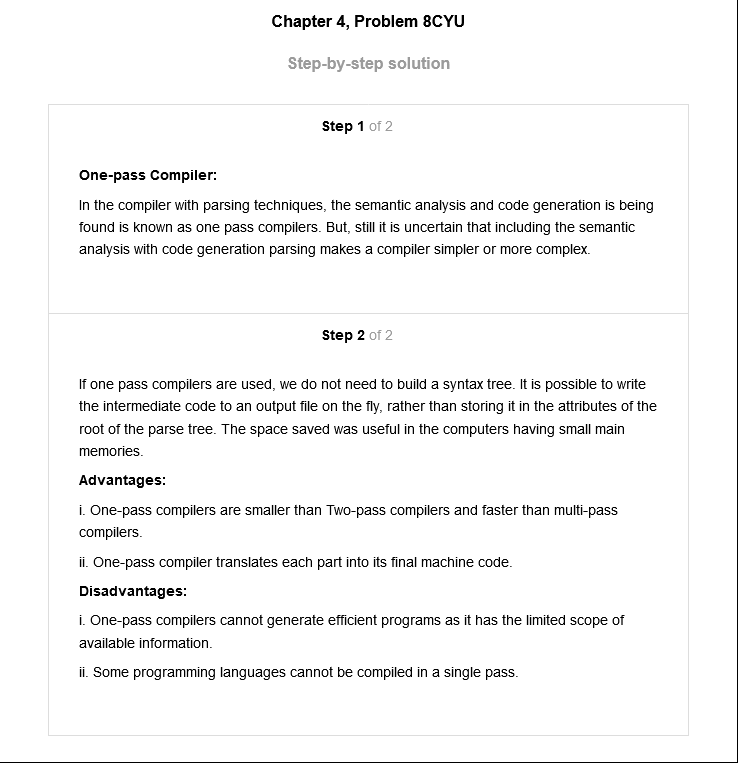 Chapter 4, Problem 8CYU
Step-by-step solution
Step 1 of 2
One-pass Compiler:
In the compiler with parsing techniques, the semantic analysis and code generation is being
found is known as one pass compilers. But, still it is uncertain that including the semantic
analysis with code generation parsing makes a compiler simpler or more complex.
Step 2 of 2
If one pass compilers are used, we do not need to build a syntax tree. It is possible to write
the intermediate code to an output file on the fly, rather than storing it in the attributes of the
root of the parse tree. The space saved was useful in the computers having small main
memories.
Advantages:
i. One-pass compilers are smaller than Two-pass compilers and faster than multi-pass
compilers.
ii. One-pass compiler translates each part into its final machine code.
Disadvantages:
i. One-pass compilers cannot generate efficient programs as it has the limited scope of
available information.
ii. Some programming languages cannot be compiled in a single pass.